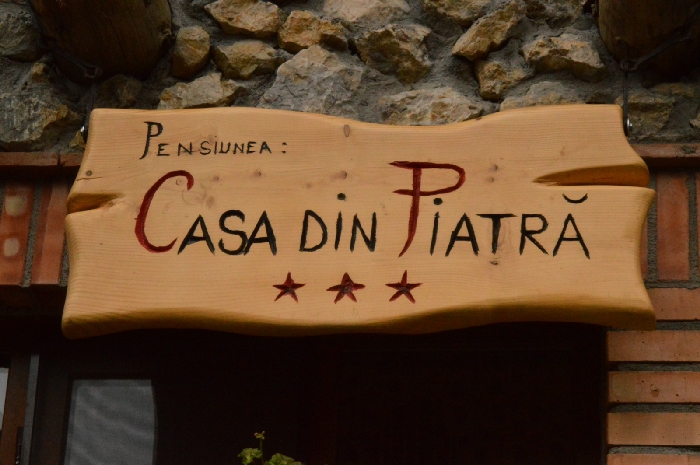 Pensiunea:
Casa din Piatră
★ ★ ★